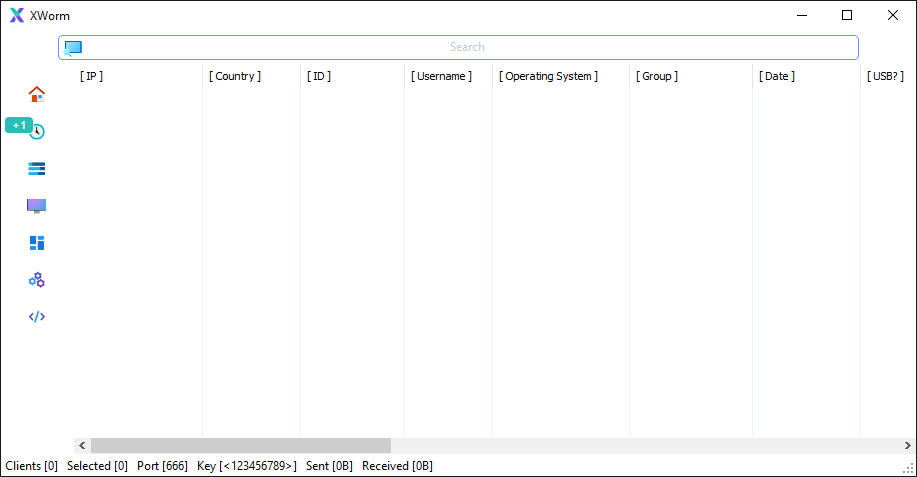 XWorm
Search
[ IP ] [ Country ] [ ID ] [ Username ] [ Operating System ] [ Group ] [ Date ] [ USB? ]
+1
Clients [0] Selected [0] Port [666] Key [<123456789>] Sent [0B] Received [0B]